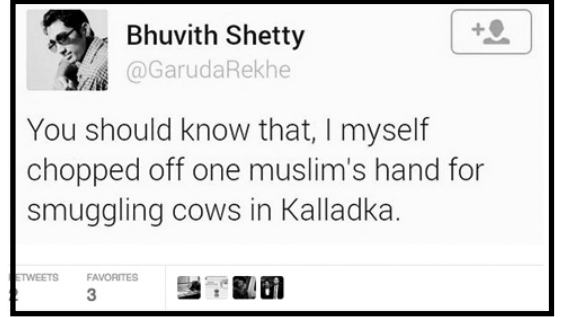 Bhuvith Shetty
@GarudaRekhe
You should know that, I myself
chopped off one muslim's hand for
smuggling cows in Kalladka.
ETWEETS FAVORITES
2 3